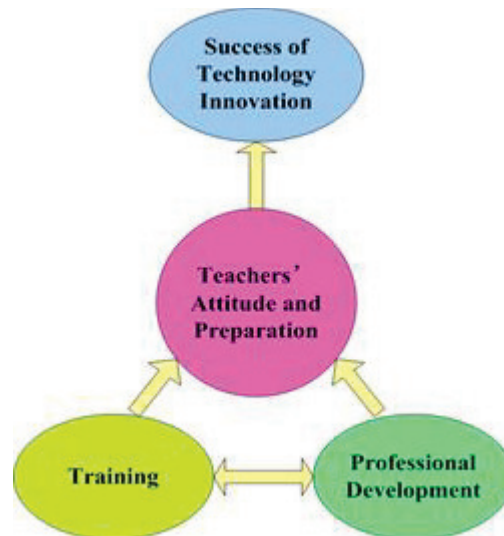 Success of
Technology
Innovation
Teachers’
Attitude and
Preparation
Training
Professional
Development